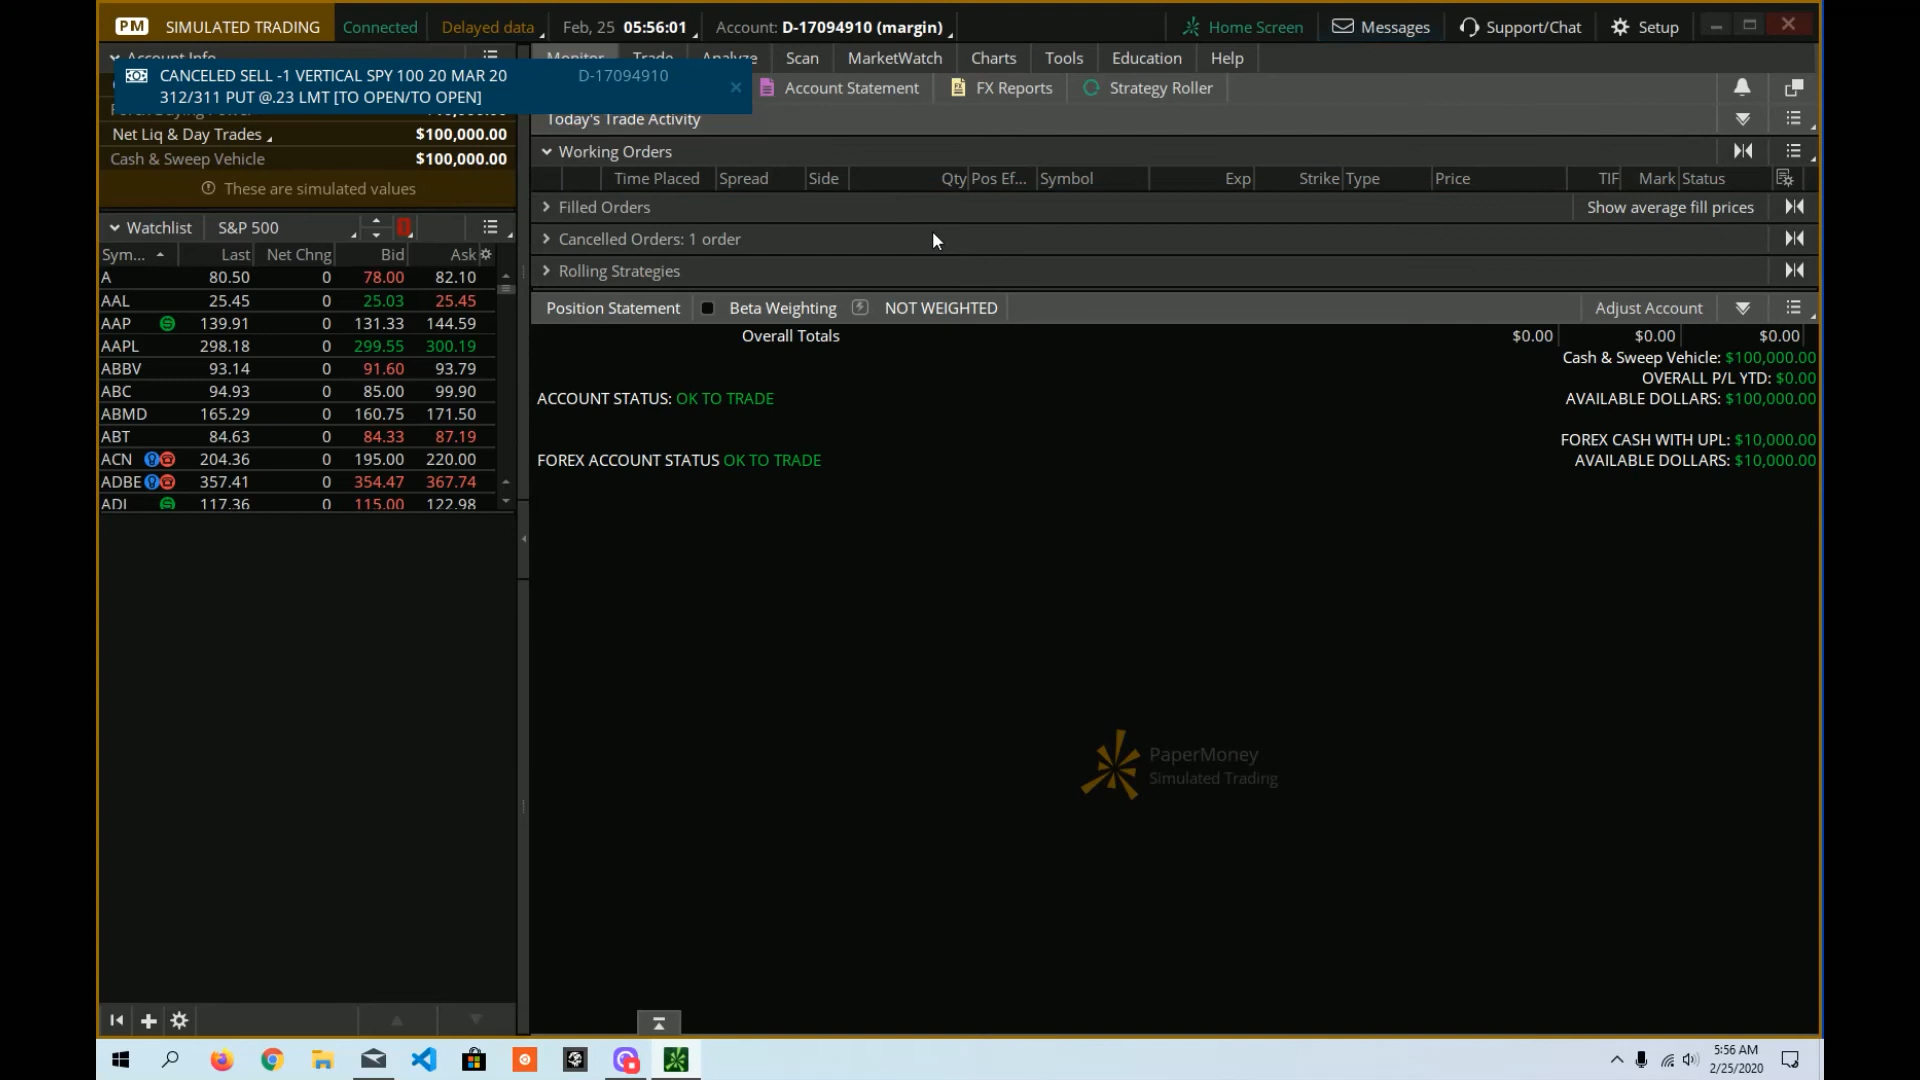 PM SIMULATED TRADING Connected Delayed data Feb, 25 05:56:01 Account: D-17094910 (margin) Home Screen Messages Support/Chat Setup
Account Info
Monitor Trade Analyze Scan MarketWatch Charts Tools Education Help
CANCELED SELL -1 VERTICAL SPY 100 20 MAR 20 D-17094910
312/311 PUT @.23 LMT [TO OPEN/TO OPEN]
Account Statement FX Reports Strategy Roller
Forex Buying Power
Today's Trade Activity
Net Liq & Day Trades $100,000.00
Cash & Sweep Vehicle $100,000.00
These are simulated values
Working Orders
Time Placed Spread Side Qty Pos Ef... Symbol Exp Strike Type Price TIF Mark Status
Filled Orders Show average fill prices
Cancelled Orders: 1 order
Rolling Strategies
Watchlist S&P 500 1
Sym... Last Net Chng Bid Ask
A 80.50 0 78.00 82.10
AAL 25.45 0 25.03 25.45
AAP 139.91 0 131.33 144.59
AAPL 298.18 0 299.55 300.19
ABBV 93.14 0 91.60 93.79
ABC 94.93 0 85.00 99.90
ABMD 165.29 0 160.75 171.50
ABT 84.63 0 84.33 87.19
ACN 204.36 0 195.00 220.00
ADBE 357.41 0 354.47 367.74
ADI 117.36 0 115.00 122.98
Position Statement Beta Weighting NOT WEIGHTED Adjust Account
Overall Totals $0.00 $0.00 $0.00
Cash & Sweep Vehicle: $100,000.00
OVERALL P/L YTD: $0.00
ACCOUNT STATUS: OK TO TRADE AVAILABLE DOLLARS: $100,000.00
FOREX CASH WITH UPL: $10,000.00
FOREX ACCOUNT STATUS OK TO TRADE AVAILABLE DOLLARS: $10,000.00
PaperMoney
Simulated Trading
5:56 AM
2/25/2020